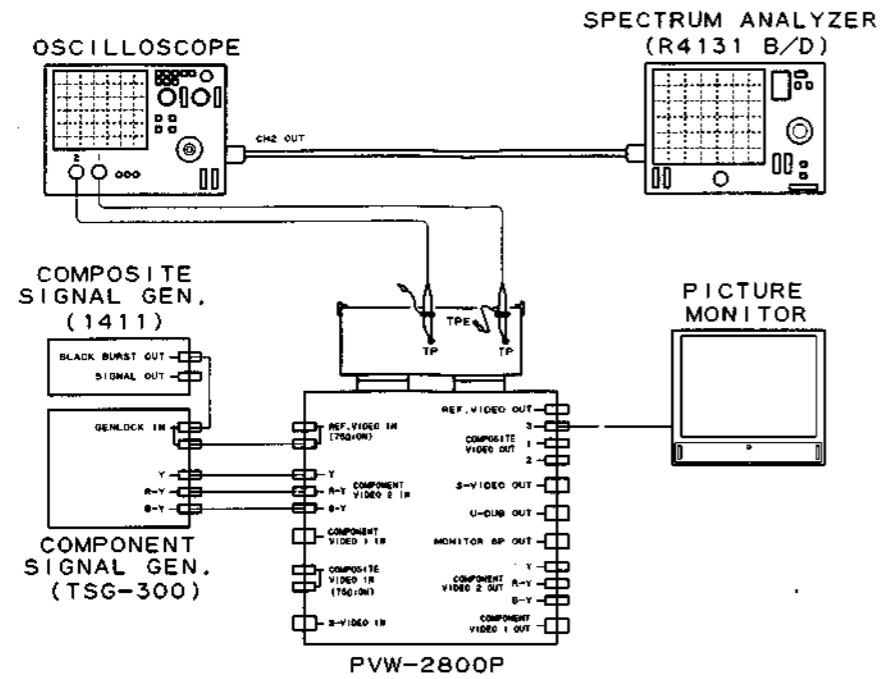 SPECTRUM ANALYZER
(R4131 B/D)
OSCILLOSCOPE
CH2 OUT
2
1
COMPOSITE
SIGNAL GEN.
(1411)
BLACK BURST OUT
SIGNAL OUT
GENLOCK IN
Y
R-Y
B-Y
COMPONENT
SIGNAL GEN.
(TSG-300)
TPE
TP
TP
PICTURE
MONITOR
REF.VIDEO IN
(75Ω:ON)
Y
R-Y COMPONENT
VIDEO 2 IN
B-Y
COMPONENT
VIDEO 1 IN
COMPOSITE
VIDEO IN
(75Ω:ON)
S-VIDEO IN
REF.VIDEO OUT
3
COMPOSITE 1
VIDEO OUT
2
S-VIDEO OUT
U-DUB OUT
MONITOR SP OUT
Y
COMPONENT R-Y
VIDEO 2 OUT
B-Y
COMPONENT
VIDEO 1 OUT
PVW-2800P